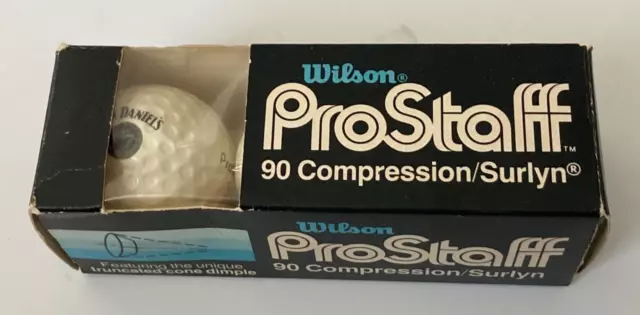 Wilson®
ProStaff™
90 Compression/Surlyn®
DANIEL'S
Wilson
ProStaff
90 Compression/Surlyn
Featuring the unique
truncated cone dimple